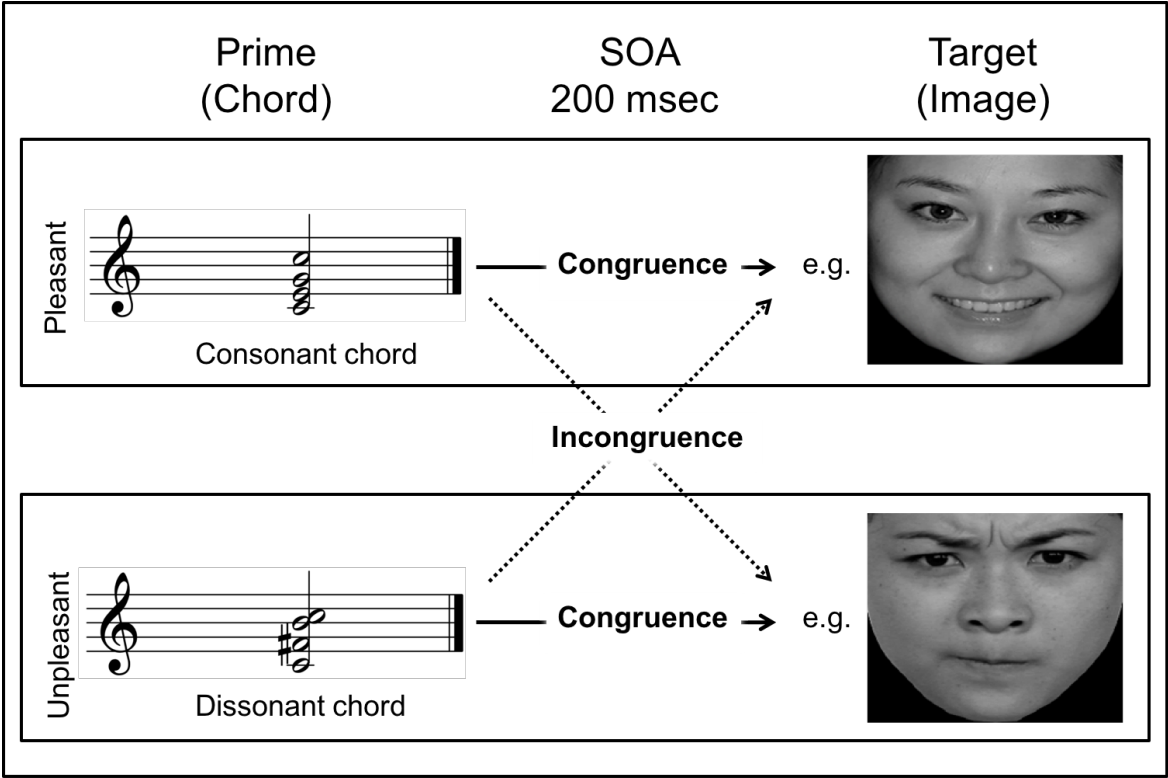 Prime
(Chord)
SOA
200 msec
Target
(Image)
Pleasant
Consonant chord
Congruence
e.g.
Incongruence
Unpleasant
Dissonant chord
Congruence
e.g.